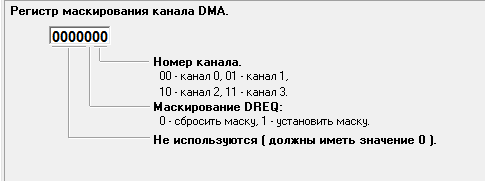 Регистр маскирования канала DMA.
0000000
Номер канала.
00 - канал 0, 01 - канал 1,
10 - канал 2, 11 - канал 3.
Маскирование DREQ:
0 - сбросить маску, 1 - установить маску.
Не используются ( должны иметь значение 0 ).